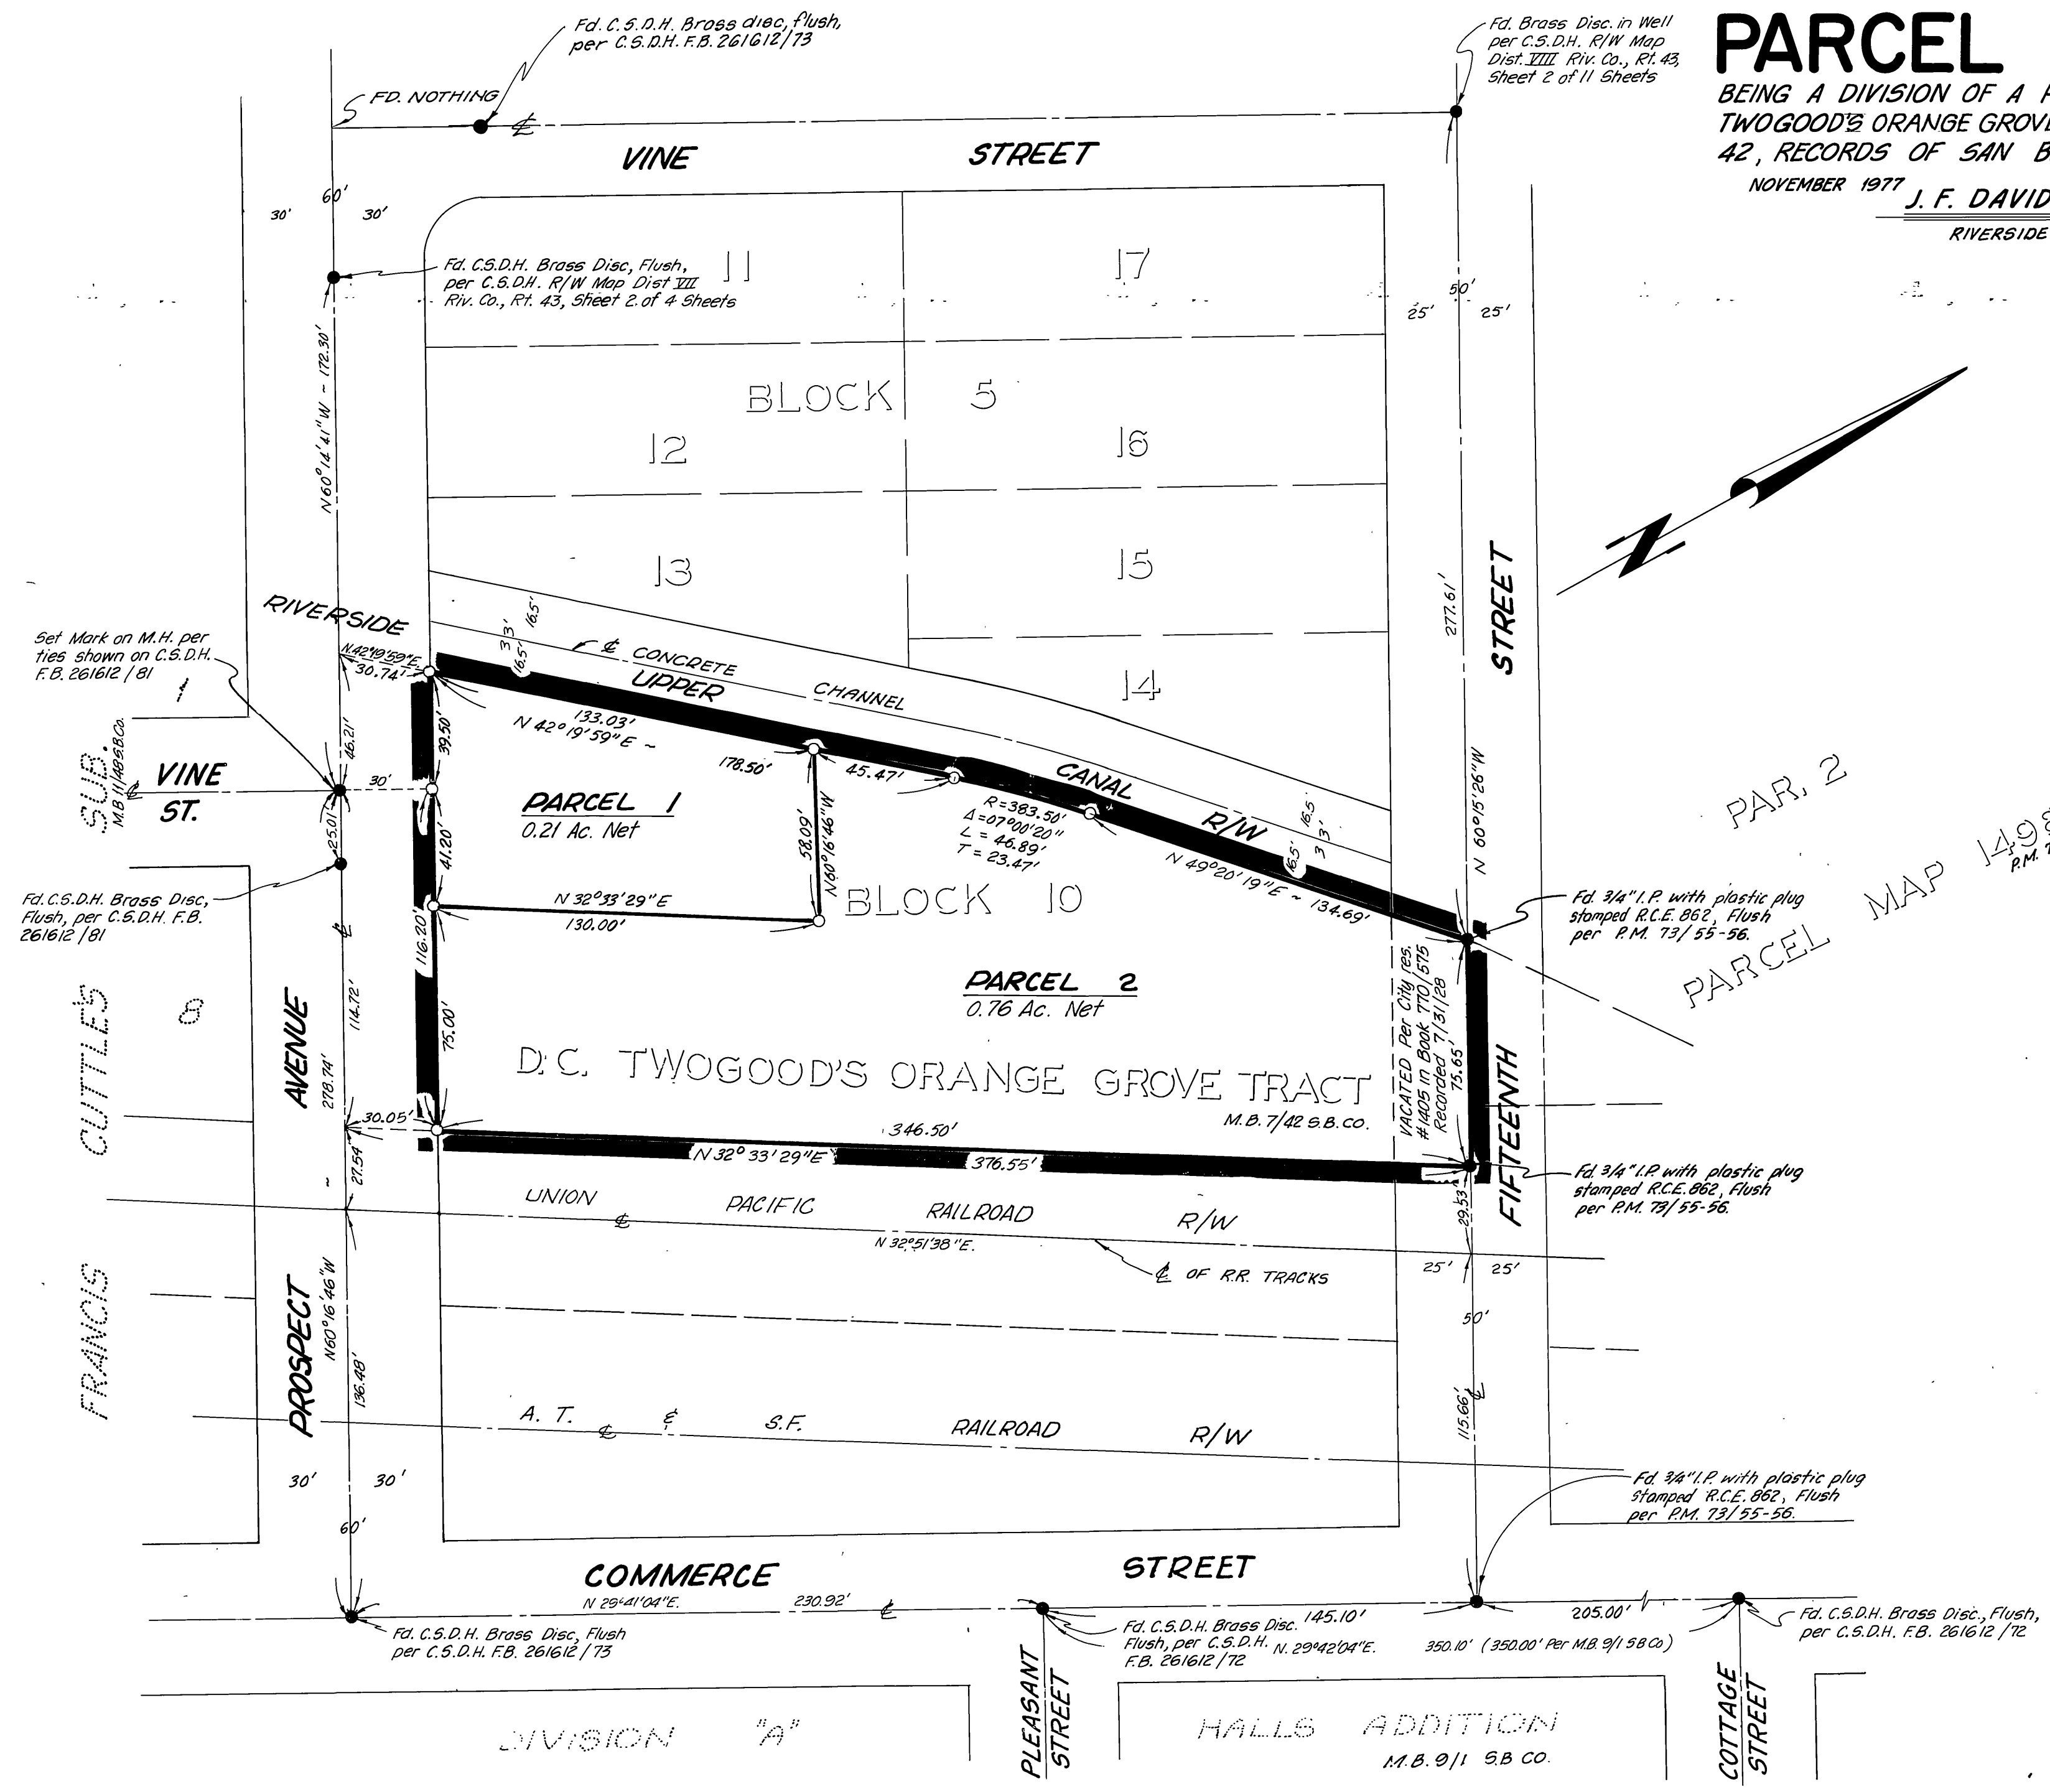 Fd. C.S.D.H. Brass disc, flush,
per C.S.D.H. F.B. 261612/73
Fd. Brass Disc. in Well
per C.S.D.H. R/W Map
Dist. VIII Riv. Co., Rt. 43,
Sheet 2 of 11 Sheets
PARCEL
BEING A DIVISION OF A
TWOGOOD'S ORANGE GROVE
42, RECORDS OF SAN B
NOVEMBER 1977
J. F. DAVID
RIVERSIDE
FD. NOTHING
℄
VINE STREET
60'
30' 30'
Fd. C.S.D.H. Brass Disc, Flush,
per C.S.D.H. R/W Map Dist VII
Riv. Co., Rt. 43, Sheet 2 of 4 Sheets
11
17
50'
25' 25'
N60°14'41"W ~ 172.30'
BLOCK 5
12
16
13
15
14
277.61'
STREET
N 60°15'26"W
N
RIVERSIDE
N.42°19'59"E.
30.74'
33'
16.5' 16.5'
℄ CONCRETE
CHANNEL
UPPER
CANAL
R/W
16.5' 16.5'
33'
Set Mark on M.H. per
ties shown on C.S.D.H.
F.B. 261612/81
1
SUB.
M.B. 11/48 S.B.Co.
℄
VINE
ST.
46.21'
39.50'
30'
25.01'
41.20'
133.03'
N 42°19'59"E ~
178.50'
45.47'
PARCEL 1
0.21 Ac. Net
58.09'
N60°16'46"W
R=383.50'
Δ=07°00'20"
L = 46.89'
T = 23.47'
N 49°20'19"E ~ 134.69'
N 32°33'29"E
130.00'
BLOCK 10
PAR. 2
PARCEL MAP
P.M.
Fd. C.S.D.H. Brass Disc,
Flush, per C.S.D.H. F.B.
261612/81
℄
116.20'
Fd. 3/4" I.P. with plastic plug
stamped R.C.E. 862, Flush
per P.M. 73/55-56.
PARCEL 2
0.76 Ac. Net
VACATED Per City res.
#1405 in Book 770/575
Recorded 7/31/28
75.65'
CUTTLE'S
8
AVENUE
114.72'
278.74'
~
75.00'
D.C. TWOGOOD'S ORANGE GROVE TRACT
M.B. 7/42 S.B. CO.
FIFTEENTH
30.05'
27.54'
346.50'
N 32°33'29"E
376.55'
Fd. 3/4" I.P. with plastic plug
stamped R.C.E. 862, Flush
per P.M. 73/55-56.
29.53'
UNION PACIFIC RAILROAD R/W
℄
N 32°51'38"E.
℄ OF R.R. TRACKS
25' 25'
50'
FRANCIS
PROSPECT
N60°16'46"W
136.48'
℄
115.66'
A. T. & S.F. RAILROAD R/W
℄
30' 30'
60'
Fd. 3/4" I.P. with plastic plug
Stamped R.C.E. 862, Flush
per P.M. 73/55-56.
COMMERCE STREET
N 29°41'04"E.
230.92'
℄
Fd. C.S.D.H. Brass Disc, Flush
per C.S.D.H. F.B. 261612/73
Fd. C.S.D.H. Brass Disc.
Flush, per C.S.D.H.
F.B. 261612/72
145.10'
N. 29°42'04"E.
205.00'
350.10' (350.00' Per M.B. 9/1 S B Co)
Fd. C.S.D.H. Brass Disc., Flush,
per C.S.D.H. F.B. 261612/72
PLEASANT
STREET
COTTAGE
STREET
DIVISION "A"
HALLS ADDITION
M.B. 9/1 S.B CO.